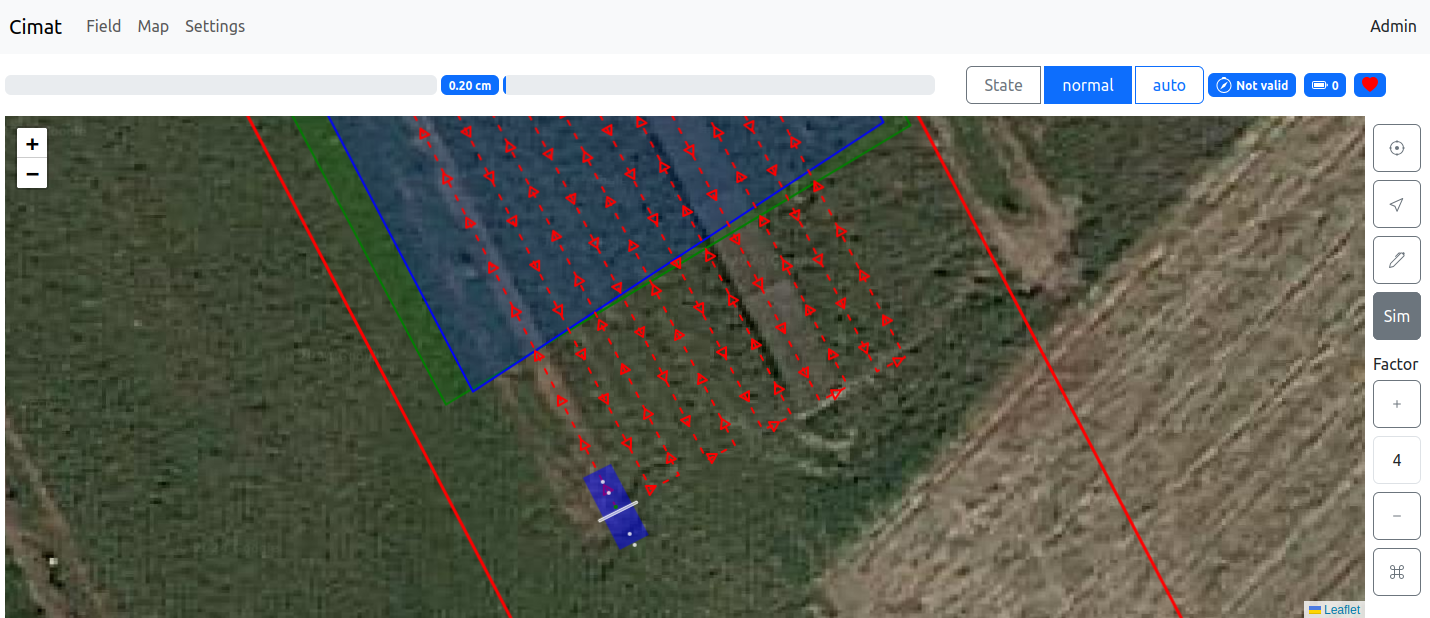 Cimat Field Map Settings Admin
0.20 cm State normal auto Not valid 0
+
−
Sim
Factor
+
4
−
Leaflet